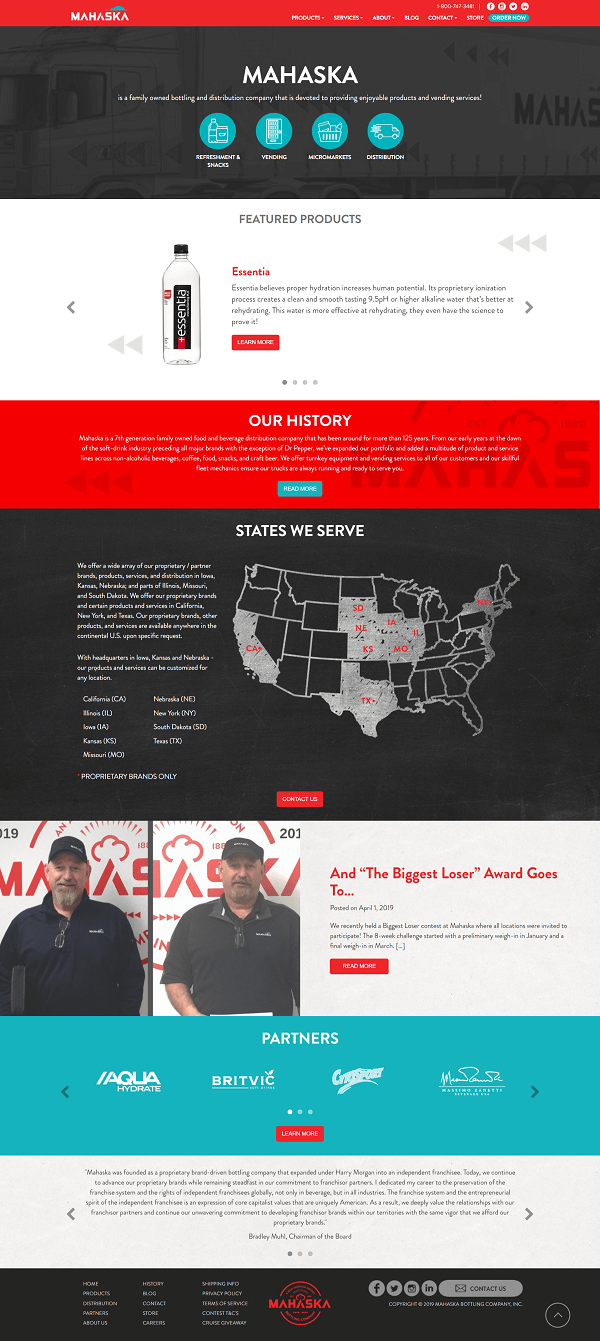 1-800-747-3481
MAHASKA
PRODUCTS SERVICES ABOUT BLOG CONTACT STORE ORDER NOW
MAHASKA
is a family owned bottling and distribution company that is devoted to providing enjoyable products and vending services!
REFRESHMENT & SNACKS
VENDING
MICROMARKETS
DISTRIBUTION
FEATURED PRODUCTS
essentia
Essentia
Essentia believes proper hydration increases human potential. Its proprietary ionization
process creates a clean and smooth tasting 9.5pH or higher alkaline water that's better at
rehydrating. This water is more effective at rehydrating, they even have the science to
prove it!
LEARN MORE
OUR HISTORY
Mahaska is a 7th generation family owned food and beverage distribution company that has been around for more than 125 years. From our early years at the dawn
of the soft-drink industry preceding all major brands with the exception of Dr Pepper, we've expanded our portfolio and added a multitude of product and service
lines across non-alcoholic beverages, coffee, food, snacks, and craft beer. We offer turnkey equipment and vending services to all of our customers and our skillful
fleet mechanics ensure our trucks are always running and ready to serve you.
READ MORE
STATES WE SERVE
We offer a wide array of our proprietary / partner
brands, products, services, and distribution in Iowa,
Kansas, Nebraska; and parts of Illinois, Missouri,
and South Dakota. We offer our proprietary brands
and certain products and services in California,
New York, and Texas. Our proprietary brands, other
products, and services are available anywhere in the
continental U.S. upon specific request.
With headquarters in Iowa, Kansas and Nebraska -
our products and services can be customized for
any location.
California (CA) Nebraska (NE)
Illinois (IL) New York (NY)
Iowa (IA) South Dakota (SD)
Kansas (KS) Texas (TX)
Missouri (MO)
* PROPRIETARY BRANDS ONLY
SD
NE
IA
IL
KS
MO
CA*
TX*
NY*
CONTACT US
And "The Biggest Loser" Award Goes
To...
Posted on April 1, 2019
We recently held a Biggest Loser contest at Mahaska where all locations were invited to
participate! The 8-week challenge started with a preliminary weigh-in January and a
final weigh-in in March. [...]
READ MORE
PARTNERS
AQUA
HYDRATE
BRITVIC
soft drinks
MASSIMO ZANETTI
BEVERAGE USA
LEARN MORE
"Mahaska was founded as a proprietary brand-driven bottling company that expanded under Harry Morgan into an independent franchisee. Today, we continue
to advance our proprietary brands while remaining steadfast in our commitment to franchisor partners. I dedicated my career to the preservation of the
franchise system and the rights of independent franchisees globally, not only in beverage, but in all industries. The franchise system and the entrepreneurial
spirit of the independent franchisee is an expression of core capitalist values that are uniquely American. As a result, we deeply value the relationships with our
franchisor partners and continue our unwavering commitment to developing franchisor brands within our territories with the same vigor that we afford our
proprietary brands."
Bradley Muhl, Chairman of the Board
HOME HISTORY SHIPPING INFO
PRODUCTS BLOG PRIVACY POLICY
DISTRIBUTION CONTACT TERMS OF SERVICE
PARTNERS STORE CONTEST T&C'S
ABOUT US CAREERS CRUISE GIVEAWAY
MAHASKA
CONTACT US
COPYRIGHT © 2019 MAHASKA BOTTLING COMPANY, INC.